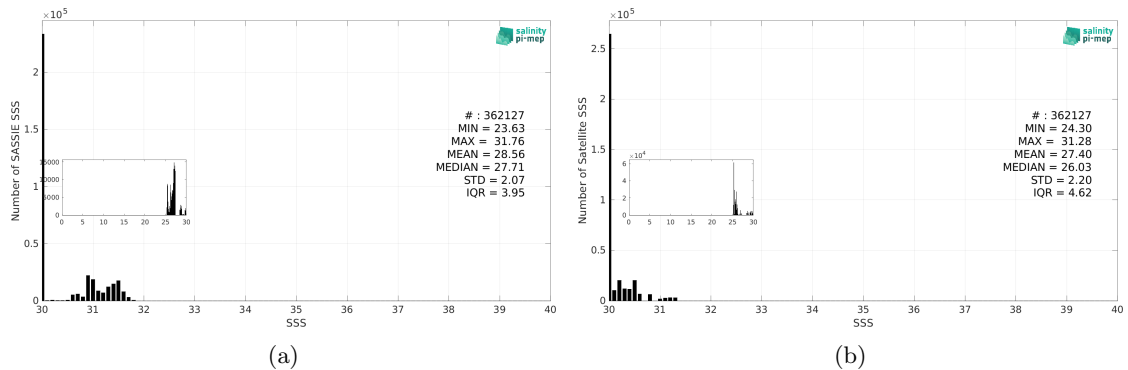 ×10⁵
salinity
pi-mep
2
1.5
1
0.5
0
Number of SASSIE SSS
# : 362127
MIN = 23.63
MAX = 31.76
MEAN = 28.56
MEDIAN = 27.71
STD = 2.07
IQR = 3.95
15000
10000
5000
0
0 5 10 15 20 25 30
30 31 32 33 34 35 36 37 38 39 40
SSS
(a)
×10⁵
salinity
pi-mep
2.5
2
1.5
1
0.5
0
Number of Satellite SSS
# : 362127
MIN = 24.30
MAX = 31.28
MEAN = 27.40
MEDIAN = 26.03
STD = 2.20
IQR = 4.62
×10⁴
6
4
2
0
0 5 10 15 20 25 30
30 31 32 33 34 35 36 37 38 39 40
SSS
(b)